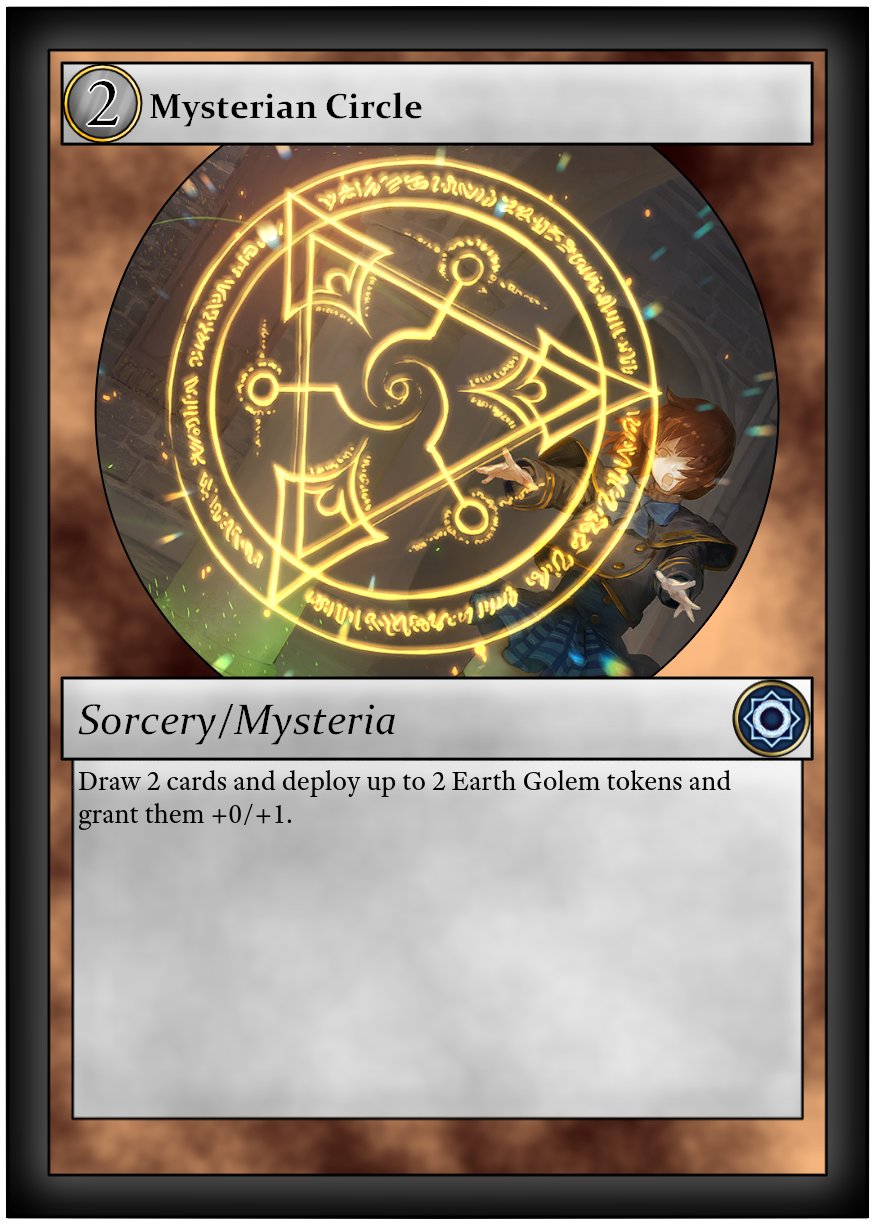 2 Mysterian Circle
Sorcery/Mysteria
Draw 2 cards and deploy up to 2 Earth Golem tokens and
grant them +0/+1.